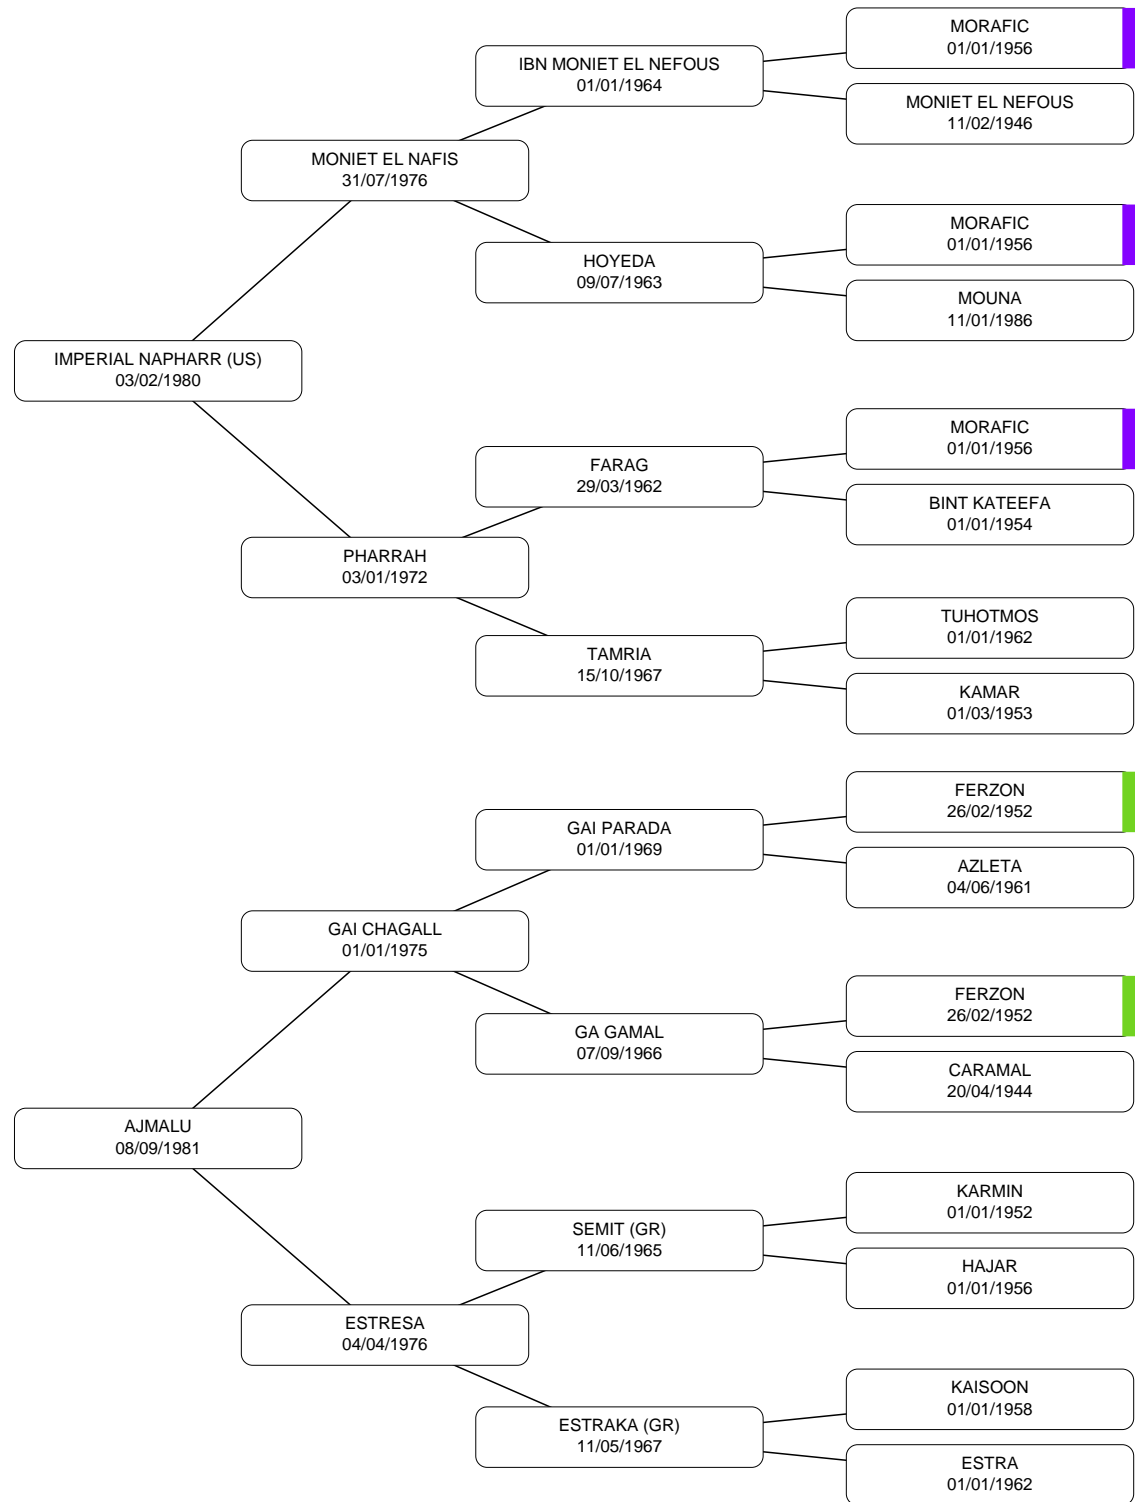 MORAFIC
01/01/1956
IBN MONIET EL NEFOUS
01/01/1964
MONIET EL NEFOUS
11/02/1946
MONIET EL NAFIS
31/07/1976
MORAFIC
01/01/1956
HOYEDA
09/07/1963
MOUNA
11/01/1986
IMPERIAL NAPHARR (US)
03/02/1980
MORAFIC
01/01/1956
FARAG
29/03/1962
BINT KATEEFA
01/01/1954
PHARRAH
03/01/1972
TUHOTMOS
01/01/1962
TAMRIA
15/10/1967
KAMAR
01/03/1953
FERZON
26/02/1952
GAI PARADA
01/01/1969
AZLETA
04/06/1961
GAI CHAGALL
01/01/1975
FERZON
26/02/1952
GA GAMAL
07/09/1966
CARAMAL
20/04/1944
AJMALU
08/09/1981
KARMIN
01/01/1952
SEMIT (GR)
11/06/1965
HAJAR
01/01/1956
ESTRESA
04/04/1976
KAISOON
01/01/1958
ESTRAKA (GR)
11/05/1967
ESTRA
01/01/1962